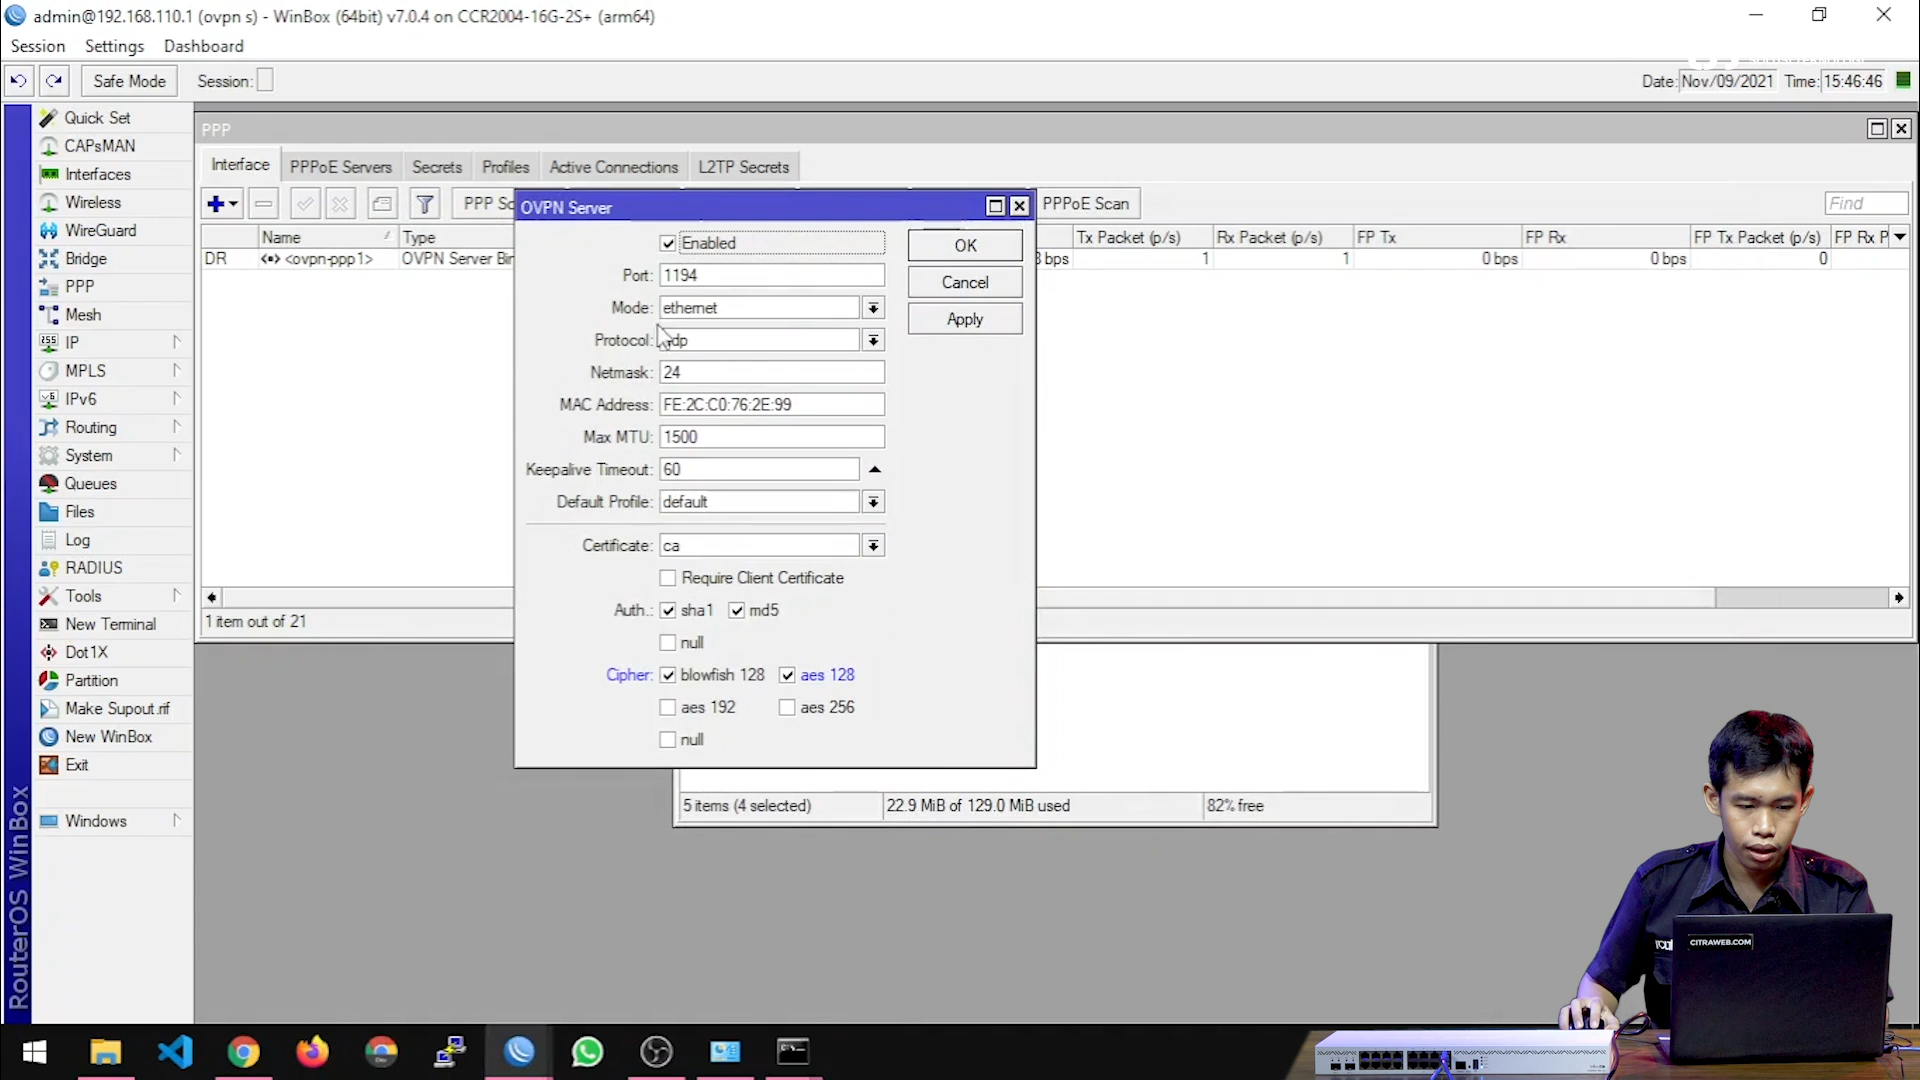 admin@192.168.110.1 (ovpn s) - WinBox (64bit) v7.0.4 on CCR2004-16G-2S+ (arm64)
Session Settings Dashboard
Safe Mode Session: Date: Nov/09/2021 Time: 15:46:46
Quick Set
CAPsMAN
Interfaces
Wireless
WireGuard
Bridge
PPP
Mesh
IP
MPLS
IPv6
Routing
System
Queues
Files
Log
RADIUS
Tools
New Terminal
Dot1X
Partition
Make Supout.rif
New WinBox
Exit
Windows
RouterOS WinBox
PPP
Interface PPPoE Servers Secrets Profiles Active Connections L2TP Secrets
PPP PPPoE Scan Find
Name Type Tx Packet (p/s) Rx Packet (p/s) FP Tx FP Rx FP Tx Packet (p/s) FP Rx P
DR <ovpn-ppp1> OVPN Server Bin bps 1 1 0 bps 0 bps 0
1 item out of 21
OVPN Server
Enabled
Port: 1194
Mode: ethernet
Protocol: dp
Netmask: 24
MAC Address: FE:2C:C0:76:2E:99
Max MTU: 1500
Keepalive Timeout: 60
Default Profile: default
Certificate: ca
Require Client Certificate
Auth.: sha1 md5
null
Cipher: blowfish 128 aes 128
aes 192 aes 256
null
OK
Cancel
Apply
5 items (4 selected) 22.9 MiB of 129.0 MiB used 82% free
CITRAWEB.COM